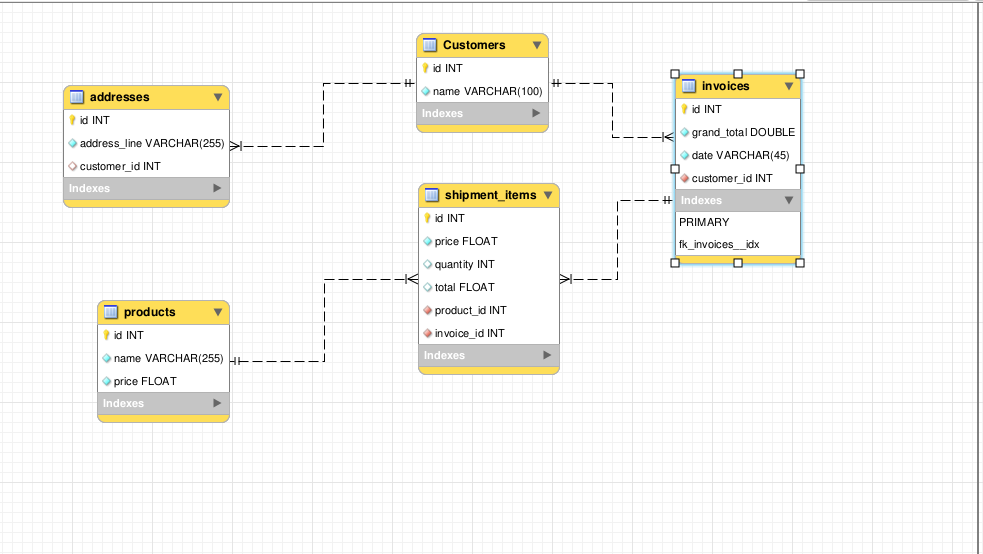 Customers
id INT
name VARCHAR(100)
Indexes
addresses
id INT
address_line VARCHAR(255)
customer_id INT
Indexes
invoices
id INT
grand_total DOUBLE
date VARCHAR(45)
customer_id INT
Indexes
PRIMARY
fk_invoices__idx
shipment_items
id INT
price FLOAT
quantity INT
total FLOAT
product_id INT
invoice_id INT
Indexes
products
id INT
name VARCHAR(255)
price FLOAT
Indexes